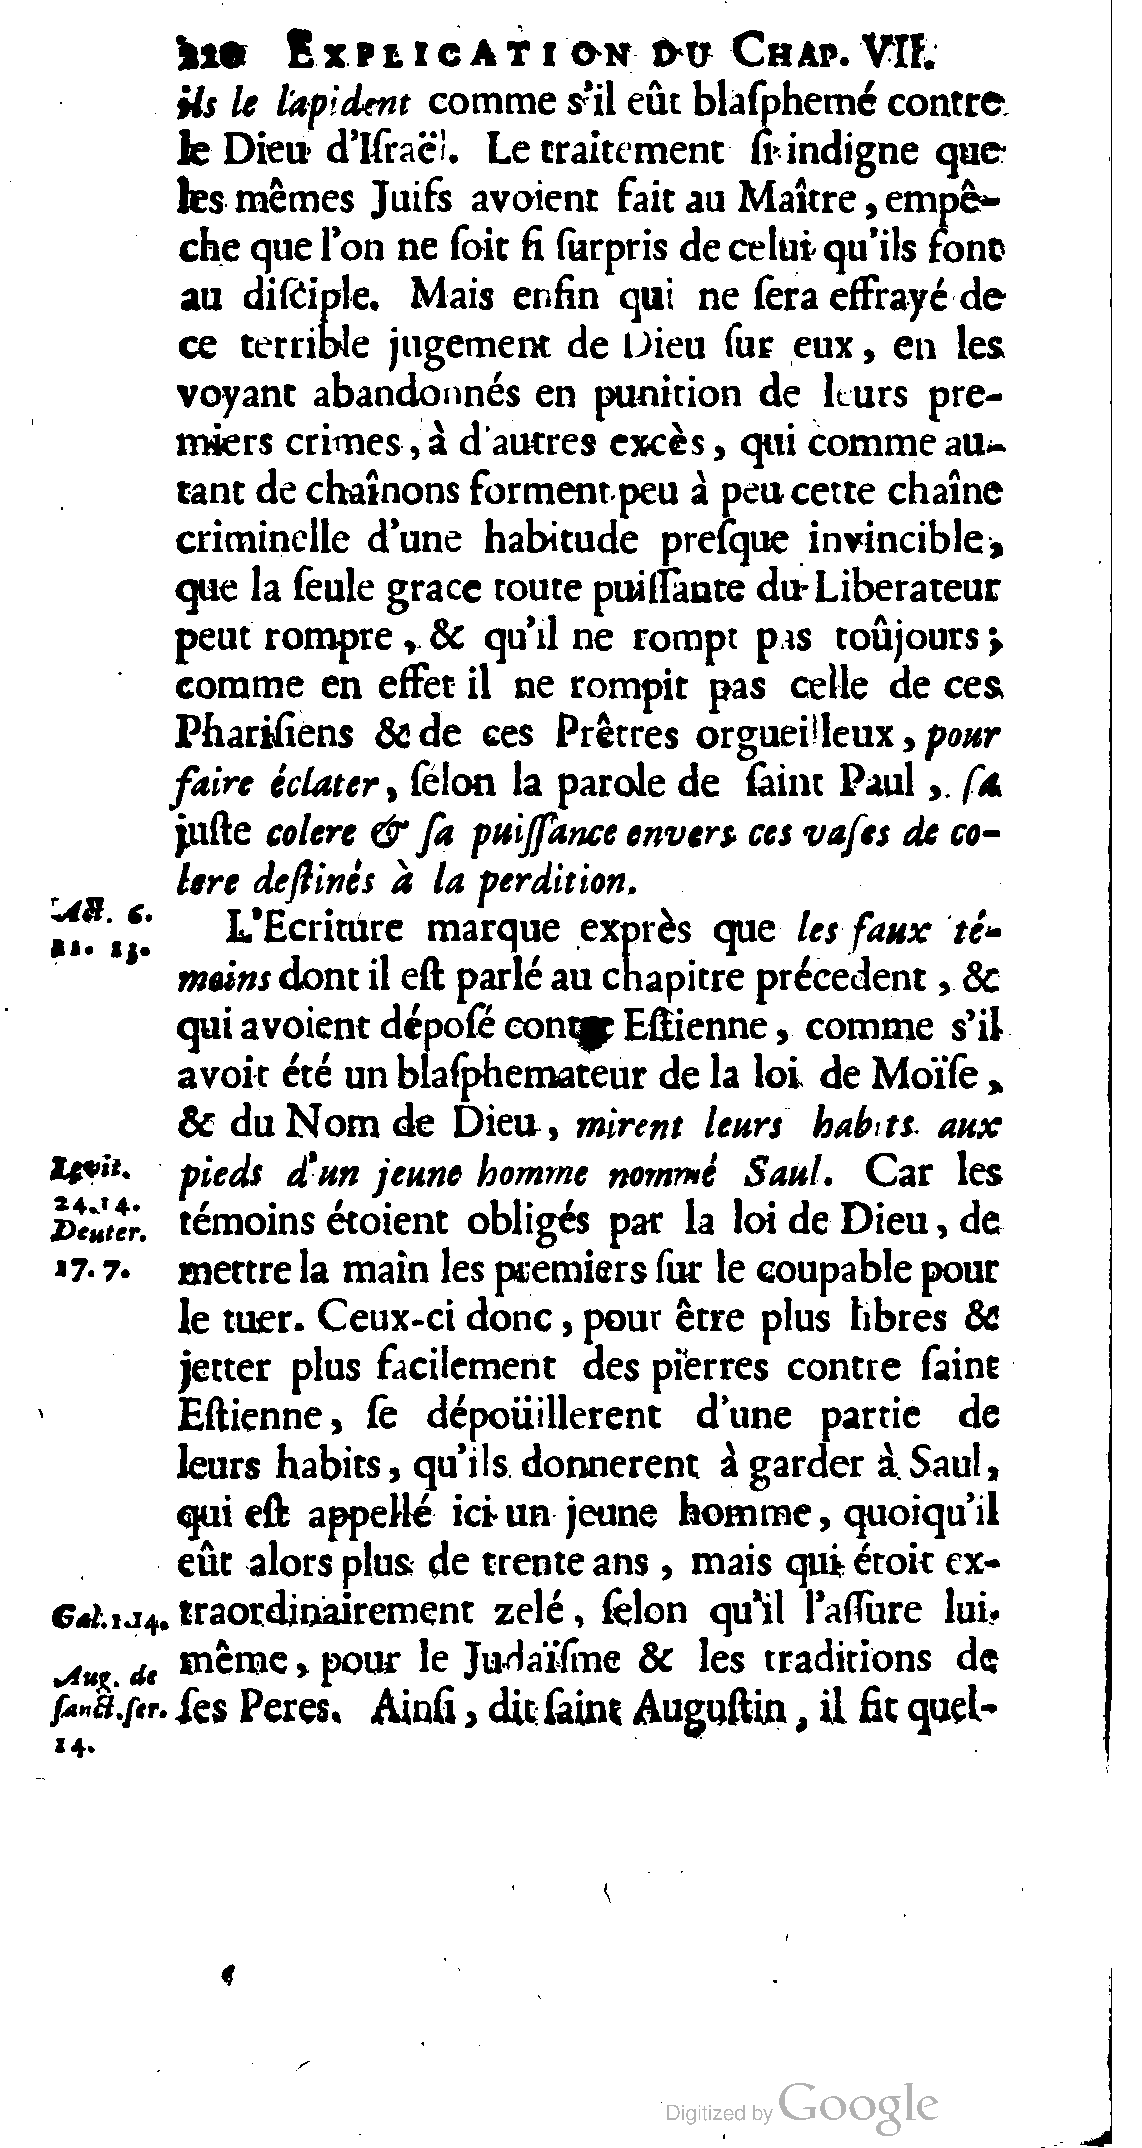 220 EXPLICATION DU CHAP. VII.
ils le lapident comme s'il eût blaſphemé contre
le Dieu d'Iſraël. Le traitement ſi indigne que
les mêmes Juifs avoient fait au Maître, empê-
che que l'on ne ſoit ſi ſurpris de celui qu'ils font
au diſciple. Mais enfin qui ne ſera effrayé de
ce terrible jugement de Dieu ſur eux, en les
voyant abandonnés en punition de leurs pre-
miers crimes, à d'autres excès, qui comme au-
tant de chaînons forment peu à peu cette chaîne
criminelle d'une habitude preſque invincible,
que la ſeule grace toute puiſſante du Liberateur
peut rompre, & qu'il ne rompt pas toûjours;
comme en effet il ne rompit pas celle de ces
Phariſiens & de ces Prêtres orgueilleux, pour
faire éclater, ſelon la parole de ſaint Paul, ſa
juſte colere & ſa puiſſance envers ces vaſes de co-
lere deſtinés à la perdition.
Act. 6.
11. 13.
L'Ecriture marque exprès que les faux té-
moins dont il eſt parlé au chapitre précedent, &
qui avoient dépoſé contre Eſtienne, comme s'il
avoit été un blaſphemateur de la loi de Moïſe,
& du Nom de Dieu, mirent leurs habits aux
Levit.
24. 14.
Deuter.
17. 7.
pieds d'un jeune homme nommé Saul. Car les
témoins étoient obligés par la loi de Dieu, de
mettre la main les premiers ſur le coupable pour
le tuer. Ceux-ci donc, pour être plus libres &
jetter plus facilement des pierres contre ſaint
Eſtienne, ſe dépoüillerent d'une partie de
leurs habits, qu'ils donnerent à garder à Saul,
qui eſt appellé ici un jeune homme, quoiqu'il
eût alors plus de trente ans, mais qui étoit ex-
Gal. 1. 14.
traordinairement zelé, ſelon qu'il l'aſſure lui-
même, pour le Judaïſme & les traditions de
Aug. de
ſanct. ſer.
14.
ſes Peres. Ainſi, dit ſaint Auguſtin, il fit quel-
Digitized by Google